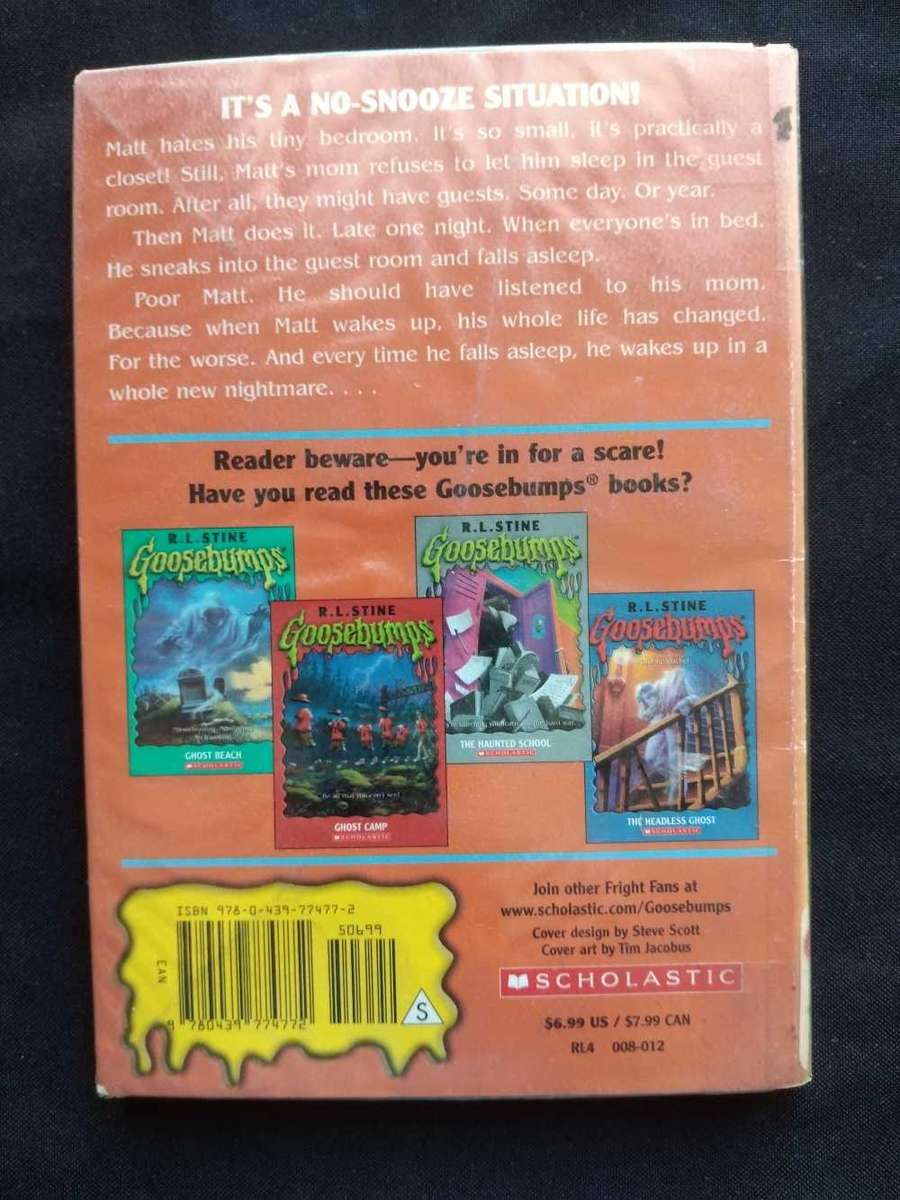 IT'S A NO-SNOOZE SITUATION!
Matt hates his tiny bedroom. It's so small, it's practically a
closet! Still, Matt's mom refuses to let him sleep in the guest
room. After all, they might have guests. Some day. Or year.
Then Matt does it. Late one night. When everyone's in bed.
He sneaks into the guest room and falls asleep.
Poor Matt. He should have listened to his mom.
Because when Matt wakes up, his whole life has changed.
For the worse. And every time he falls asleep, he wakes up in a
whole new nightmare. . . .
Reader beware—you're in for a scare!
Have you read these Goosebumps® books?
R.L.STINE
Goosebumps
GHOST BEACH
SCHOLASTIC
R.L.STINE
Goosebumps
GHOST CAMP
SCHOLASTIC
R.L.STINE
Goosebumps
THE HAUNTED SCHOOL
SCHOLASTIC
R.L.STINE
Goosebumps
THE HEADLESS GHOST
SCHOLASTIC
ISBN 978-0-439-77477-2
50699
EAN
9 780439 774772
S
Join other Fright Fans at
www.scholastic.com/Goosebumps
Cover design by Steve Scott
Cover art by Tim Jacobus
SCHOLASTIC
$6.99 US / $7.99 CAN
RL4 008-012